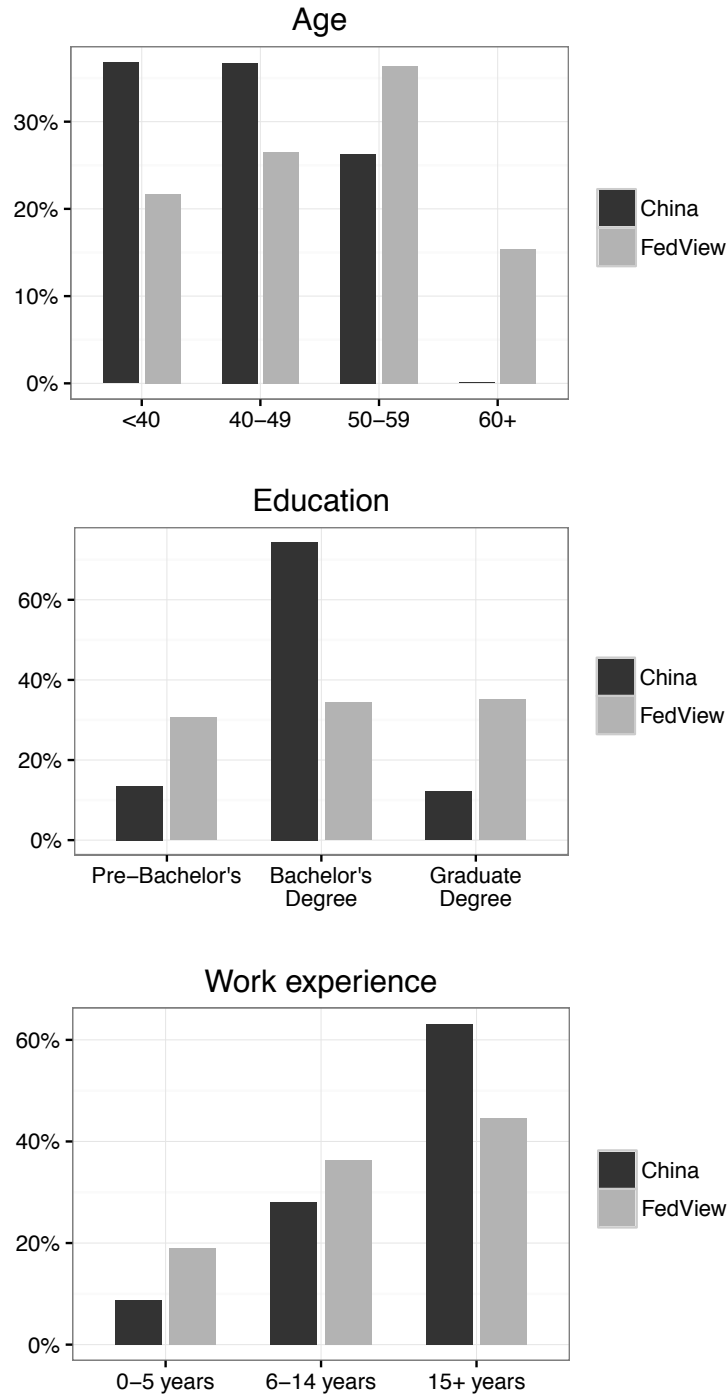 Age
30%
20%
10%
0%
<40
40−49
50−59
60+
China
FedView
Education
60%
40%
20%
0%
Pre−Bachelor's
Bachelor's
Degree
Graduate
Degree
China
FedView
Work experience
60%
40%
20%
0%
0−5 years
6−14 years
15+ years
China
FedView